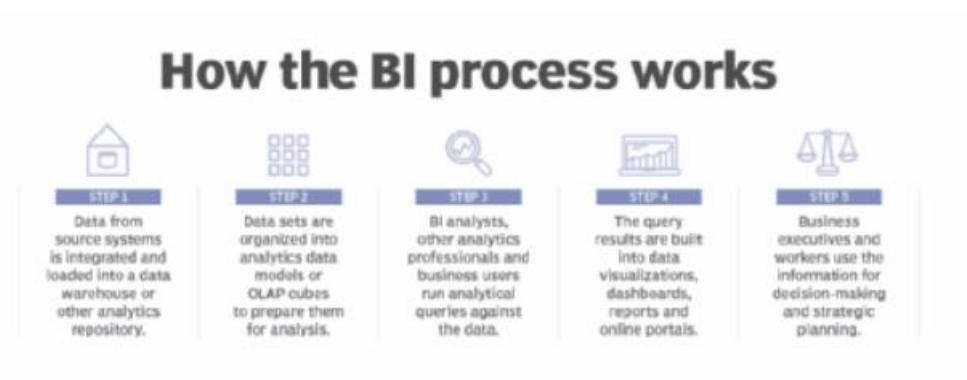 How the BI process works
STEP 1
Data from
source systems
is integrated and
loaded into a data
warehouse or
other analytics
repository.
STEP 2
Data sets are
organized into
analytics data
models or
OLAP cubes
to prepare them
for analysis.
STEP 3
BI analysts,
other analytics
professionals and
business users
run analytical
queries against
the data.
STEP 4
The query
results are built
into data
visualizations,
dashboards,
reports and
online portals.
STEP 5
Business
executives and
workers use the
information for
decision-making
and strategic
planning.